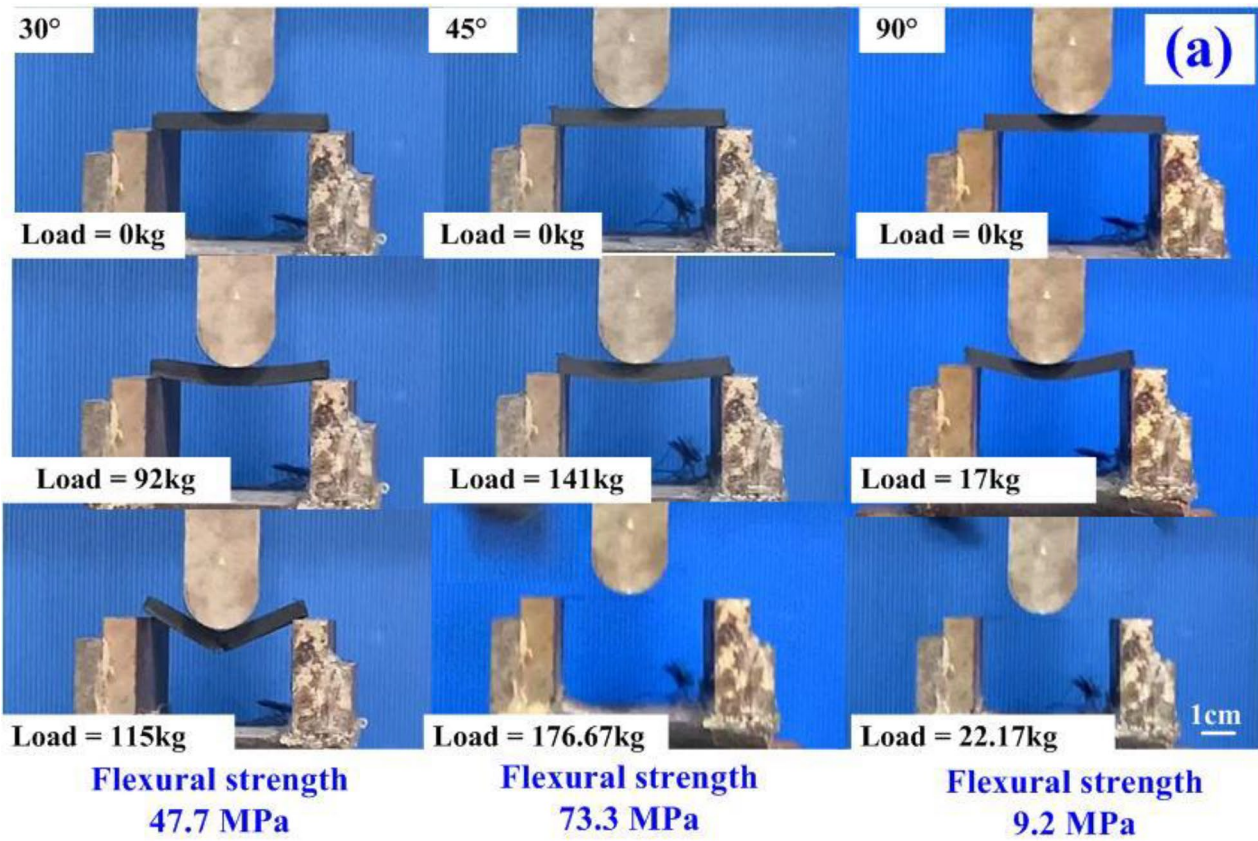 30°
45°
90°
(a)
Load = 0kg
Load = 0kg
Load = 0kg
Load = 92kg
Load = 141kg
Load = 17kg
Load = 115kg
Load = 176.67kg
Load = 22.17kg
1cm
Flexural strength
47.7 MPa
Flexural strength
73.3 MPa
Flexural strength
9.2 MPa